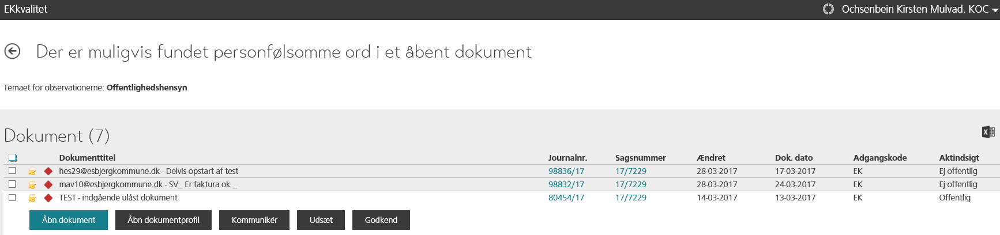 EKkvalitet Ochsenbein Kirsten Mulvad. KOC
Der er muligvis fundet personfølsomme ord i et åbent dokument
Temaet for observationerne: Offentlighedshensyn
Dokument (7)
Dokumenttitel Journalnr. Sagsnummer Ændret Dok. dato Adgangskode Aktindsigt
hes29@esbjergkommune.dk - Delvis opstart af test 98836/17 17/7229 28-03-2017 17-03-2017 EK Ej offentlig
mav10@esbjergkommune.dk - SV_ Er faktura ok _ 98832/17 17/7229 28-03-2017 24-03-2017 EK Ej offentlig
TEST - indgående ulåst dokument 80454/17 17/7229 14-03-2017 13-03-2017 EK Offentlig
Åbn dokument Åbn dokumentprofil Kommunikér Udsæt Godkend